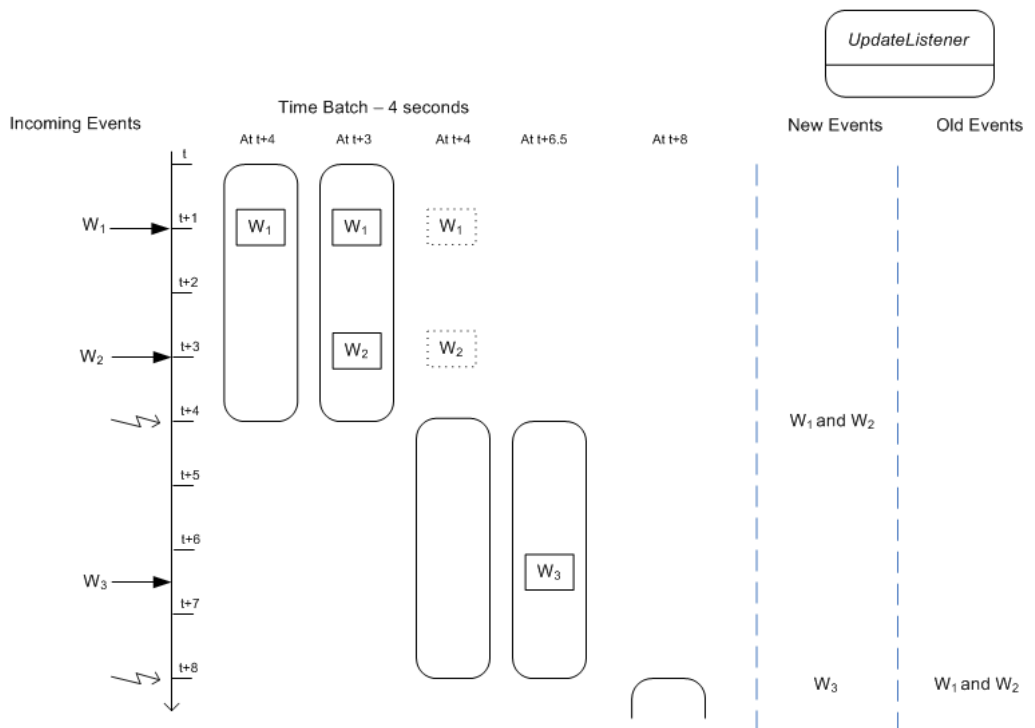 UpdateListener
Time Batch – 4 seconds
Incoming Events
New Events
Old Events
At t+4
At t+3
At t+4
At t+6.5
At t+8
t
W1
t+1
W1
W1
W1
t+2
W2
t+3
W2
W2
t+4
W1 and W2
t+5
t+6
W3
W3
t+7
t+8
W3
W1 and W2